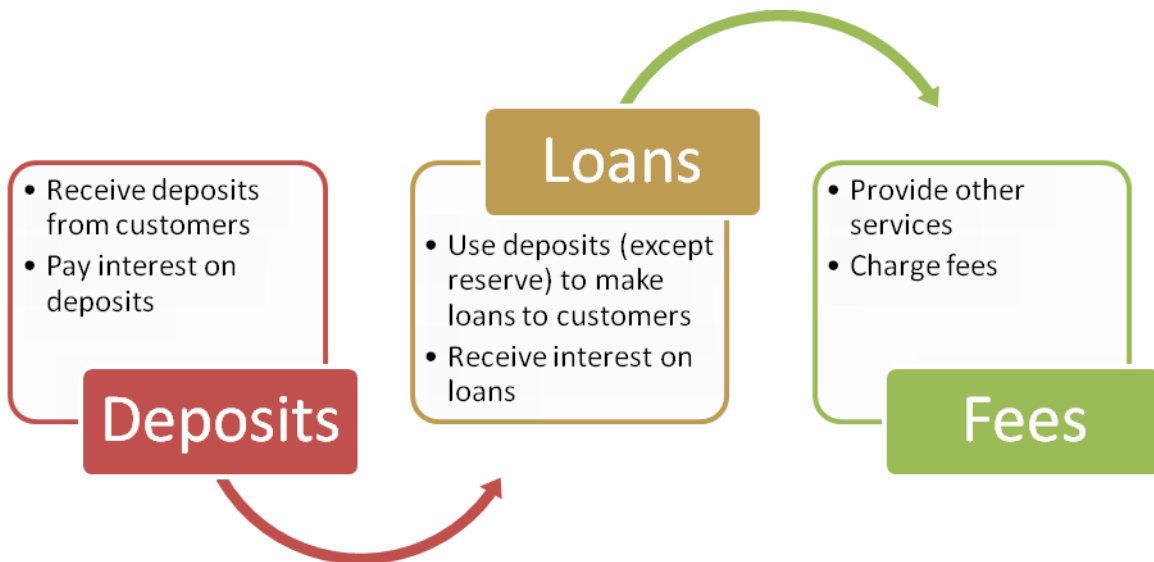 • Receive deposits
from customers
• Pay interest on
deposits
Deposits
Loans
• Use deposits (except
reserve) to make
loans to customers
• Receive interest on
loans
• Provide other
services
• Charge fees
Fees